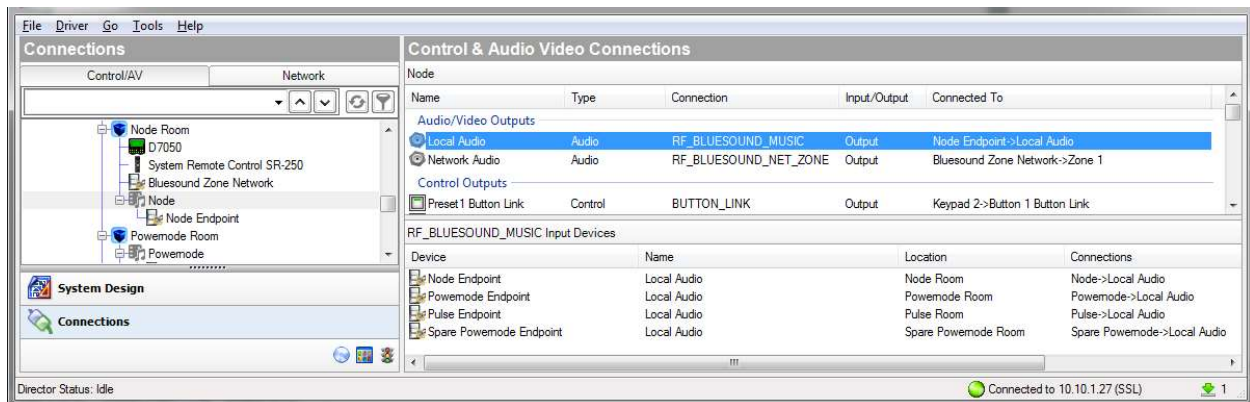 File Driver Go Tools Help
Connections
Control/AV Network
Node Room
D7050
System Remote Control SR-250
Bluesound Zone Network
Node
Node Endpoint
Powernode Room
Powernode
System Design
Connections
Control & Audio Video Connections
Node
Name Type Connection Input/Output Connected To
Audio/Video Outputs
Local Audio Audio RF_BLUESOUND_MUSIC Output Node Endpoint->Local Audio
Network Audio Audio RF_BLUESOUND_NET_ZONE Output Bluesound Zone Network->Zone 1
Control Outputs
Preset1 Button Link Control BUTTON_LINK Output Keypad 2->Button 1 Button Link
RF_BLUESOUND_MUSIC Input Devices
Device Name Location Connections
Node Endpoint Local Audio Node Room Node->Local Audio
Powernode Endpoint Local Audio Powernode Room Powernode->Local Audio
Pulse Endpoint Local Audio Pulse Room Pulse->Local Audio
Spare Powernode Endpoint Local Audio Spare Powernode Room Spare Powernode->Local Audio
Director Status: Idle Connected to 10.10.1.27 (SSL) 1